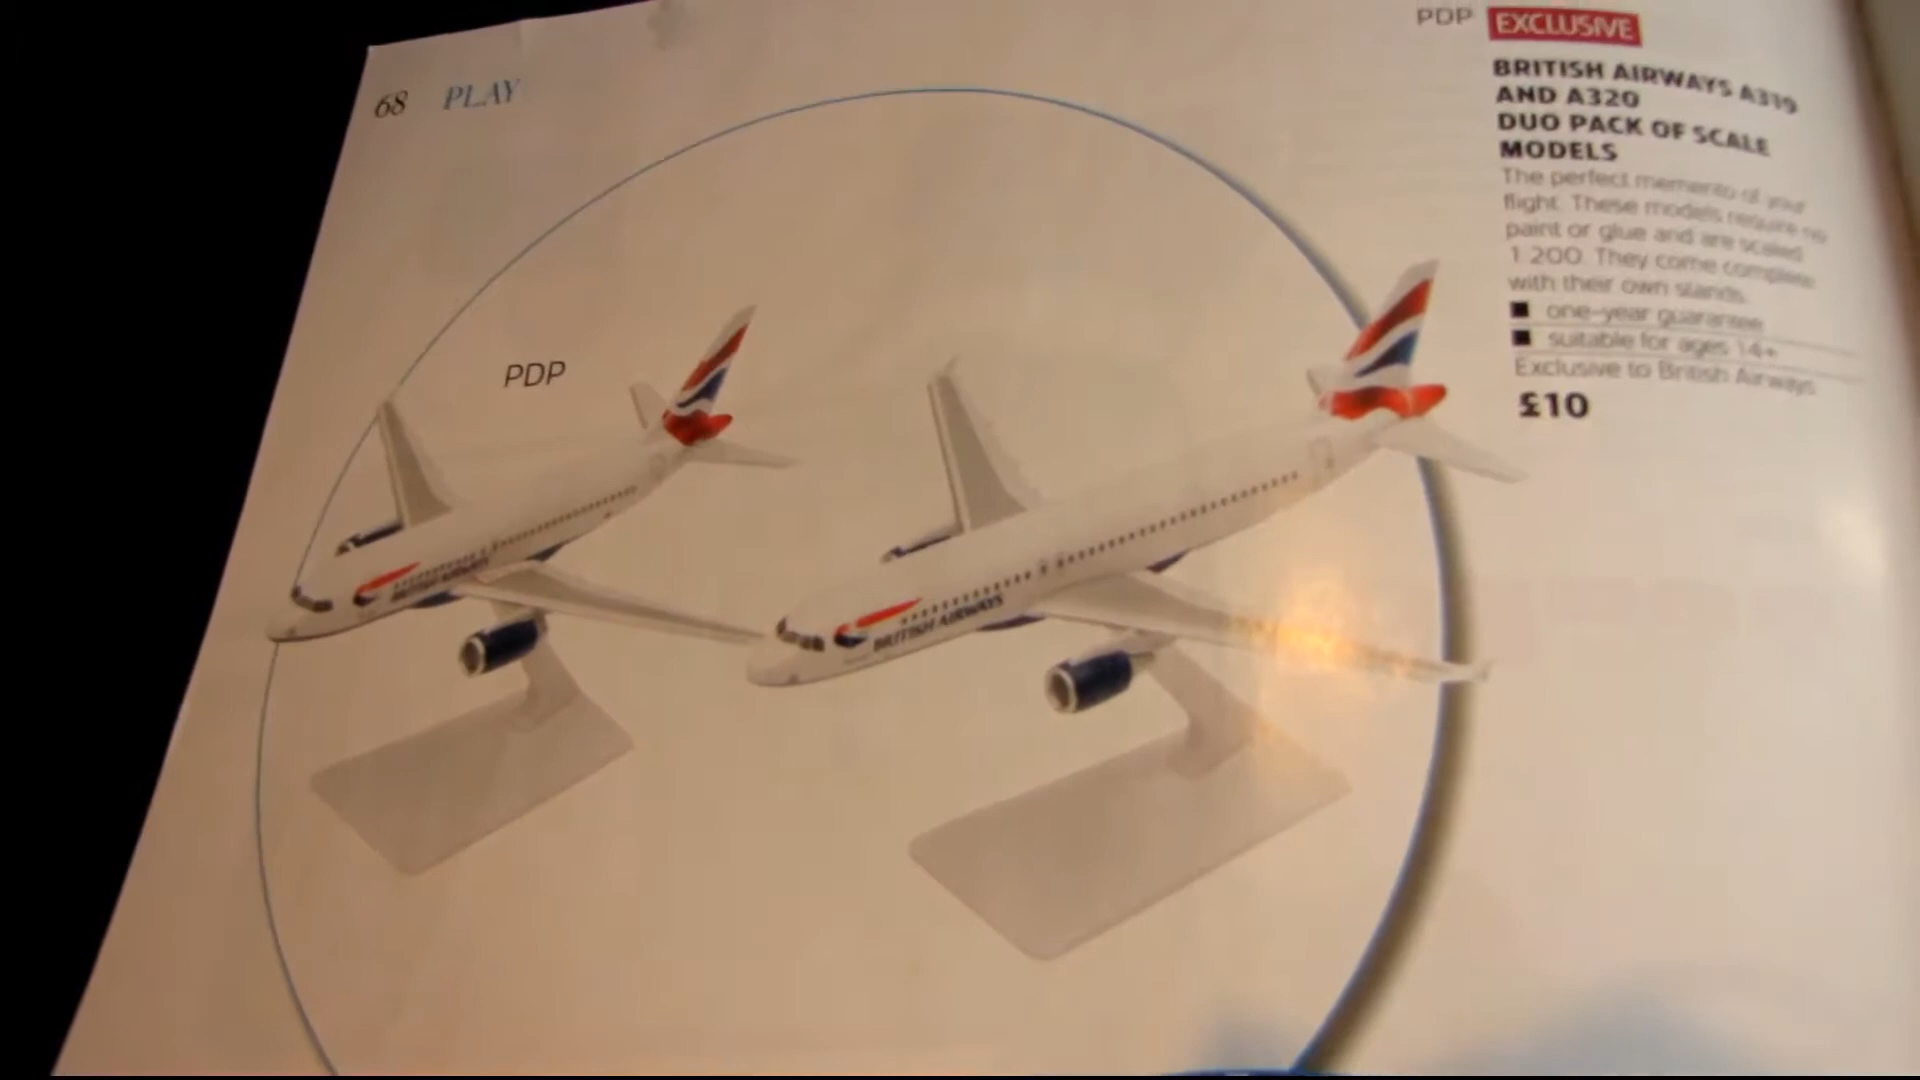 68 PLAY
PDP EXCLUSIVE
BRITISH AIRWAYS A319
AND A320
DUO PACK OF SCALE
MODELS
The perfect memento of your
flight. These models require no
paint or glue and are scaled
1:200. They come complete
with their own stands.
■ one-year guarantee
■ suitable for ages 14+
Exclusive to British Airways
£10
PDP
BRITISH AIRWAYS
BRITISH AIRWAYS